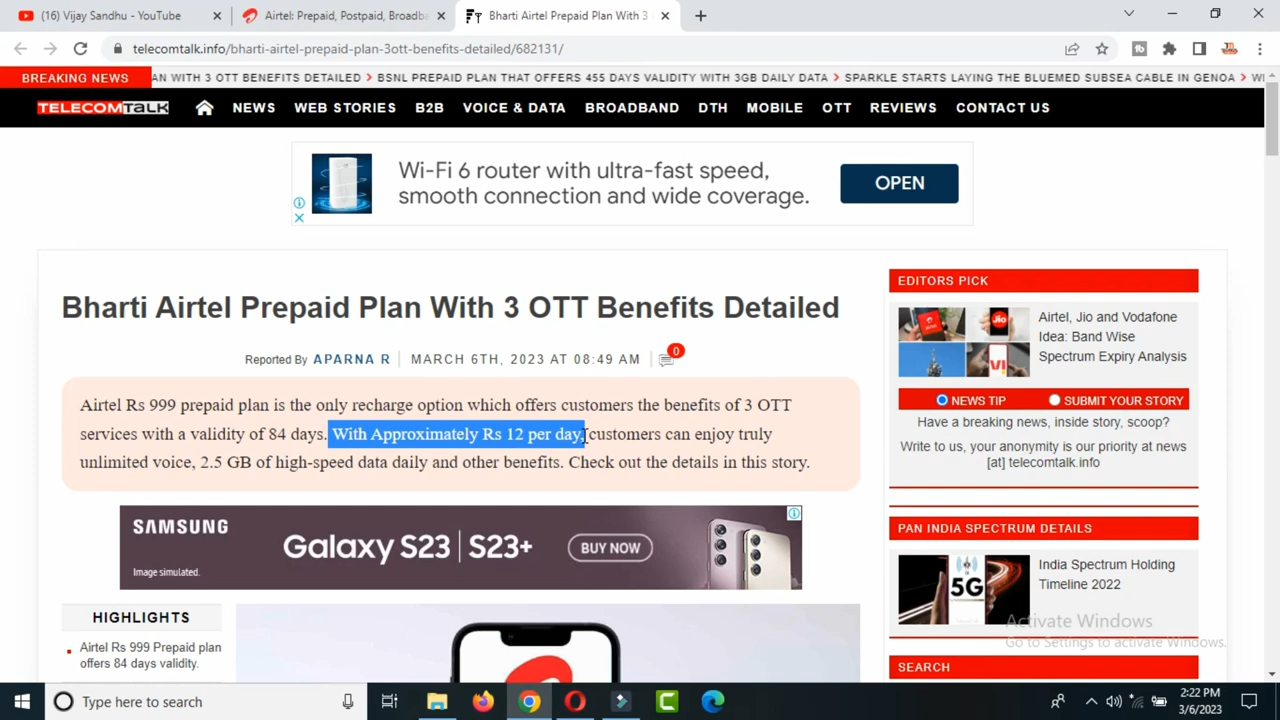 (16) Vijay Sandhu - YouTube
Airtel: Prepaid, Postpaid, Broadba
Bharti Airtel Prepaid Plan With 3
telecomtalk.info/bharti-airtel-prepaid-plan-3ott-benefits-detailed/682131/
BREAKING NEWS
AN WITH 3 OTT BENEFITS DETAILED > BSNL PREPAID PLAN THAT OFFERS 455 DAYS VALIDITY WITH 3GB DAILY DATA > SPARKLE STARTS LAYING THE BLUEMED SUBSEA CABLE IN GENOA >
TELECOMTALK
NEWS WEB STORIES B2B VOICE & DATA BROADBAND DTH MOBILE OTT REVIEWS CONTACT US
Wi-Fi 6 router with ultra-fast speed,
smooth connection and wide coverage.
OPEN
Bharti Airtel Prepaid Plan With 3 OTT Benefits Detailed
Reported By APARNA R MARCH 6TH, 2023 AT 08:49 AM 0
Airtel Rs 999 prepaid plan is the only recharge option which offers customers the benefits of 3 OTT
services with a validity of 84 days. With Approximately Rs 12 per day, customers can enjoy truly
unlimited voice, 2.5 GB of high-speed data daily and other benefits. Check out the details in this story.
SAMSUNG
Galaxy S23 | S23+
BUY NOW
Image simulated.
HIGHLIGHTS
Airtel Rs 999 Prepaid plan
offers 84 days validity.
EDITORS PICK
Airtel, Jio and Vodafone
Idea: Band Wise
Spectrum Expiry Analysis
Jio
NEWS TIP SUBMIT YOUR STORY
Have a breaking news, inside story, scoop?
Write to us, your anonymity is our priority at news
[at] telecomtalk.info
PAN INDIA SPECTRUM DETAILS
5G
India Spectrum Holding
Timeline 2022
Activate Windows
Go to Settings to activate Windows.
SEARCH
Type here to search
2:22 PM
3/6/2023